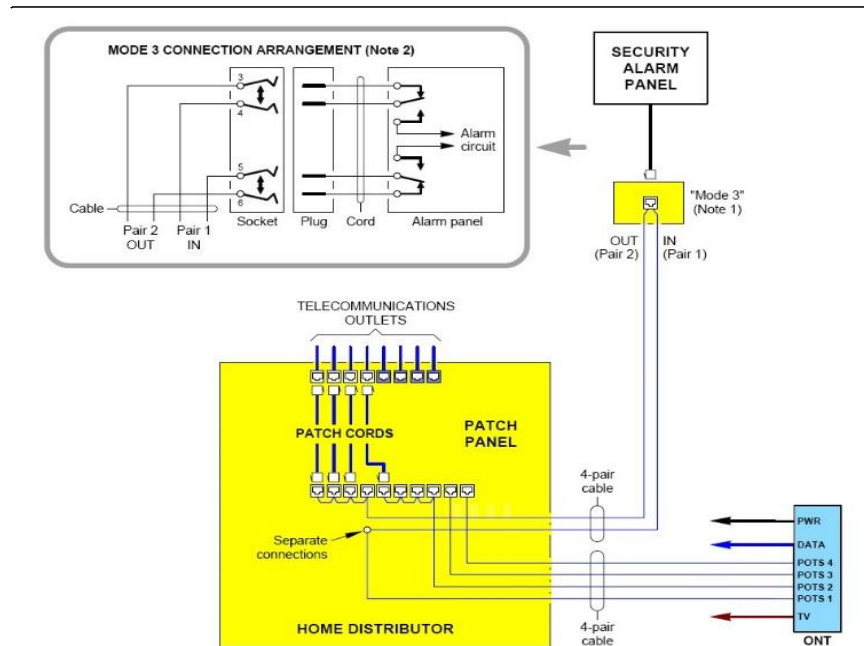 MODE 3 CONNECTION ARRANGEMENT (Note 2)
3
4
5
6
Alarm
circuit
Cable
Pair 2
OUT
Pair 1
IN
Socket
Plug
Cord
Alarm panel
SECURITY
ALARM
PANEL
"Mode 3"
(Note 1)
OUT
(Pair 2)
IN
(Pair 1)
TELECOMMUNICATIONS
OUTLETS
PATCH CORDS
PATCH
PANEL
Separate
connections
HOME DISTRIBUTOR
4-pair
cable
4-pair
cable
PWR
DATA
POTS 4
POTS 3
POTS 2
POTS 1
TV
ONT